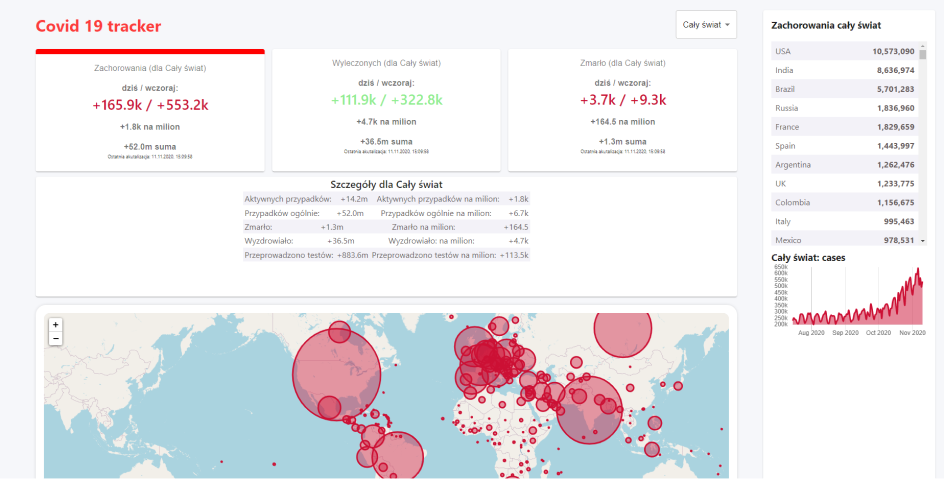 Covid 19 tracker
Cały świat
Zachorowania (dla Cały świat)
dziś / wczoraj:
+165.9k / +553.2k
+1.8k na milion
+52.0m suma
Ostatnia akutalizacja: 11.11.2020, 15:09:58
Wyleczonych (dla Cały świat)
dziś / wczoraj:
+111.9k / +322.8k
+4.7k na milion
+36.5m suma
Ostatnia akutalizacja: 11.11.2020, 15:09:58
Zmarło (dla Cały świat)
dziś / wczoraj:
+3.7k / +9.3k
+164.5 na milion
+1.3m suma
Ostatnia akutalizacja: 11.11.2020, 15:09:58
Szczegóły dla Cały świat
Aktywnych przypadków: +14.2m Aktywnych przypadków na milion: +1.8k
Przypadków ogólnie: +52.0m Przypadków ogólnie na milion: +6.7k
Zmarło: +1.3m Zmarło na milion: +164.5
Wyzdrowiało: +36.5m Wyzdrowiało: na milion: +4.7k
Przeprowadzono testów: +883.6m Przeprowadzono testów na milion: +113.5k
+
−
Zachorowania cały świat
USA 10,573,090
India 8,636,974
Brazil 5,701,283
Russia 1,836,960
France 1,829,659
Spain 1,443,997
Argentina 1,262,476
UK 1,233,775
Colombia 1,156,675
Italy 995,463
Mexico 978,531
Cały świat: cases
650k
600k
550k
500k
450k
400k
350k
300k
250k
200k
Aug 2020 Sep 2020 Oct 2020 Nov 2020